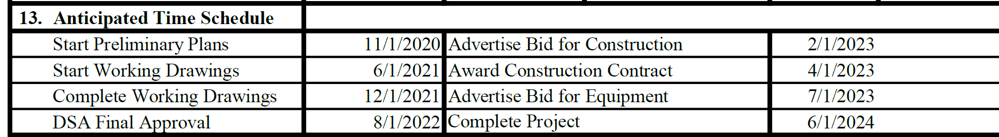 13. Anticipated Time Schedule
Start Preliminary Plans 11/1/2020 Advertise Bid for Construction 2/1/2023
Start Working Drawings 6/1/2021 Award Construction Contract 4/1/2023
Complete Working Drawings 12/1/2021 Advertise Bid for Equipment 7/1/2023
DSA Final Approval 8/1/2022 Complete Project 6/1/2024